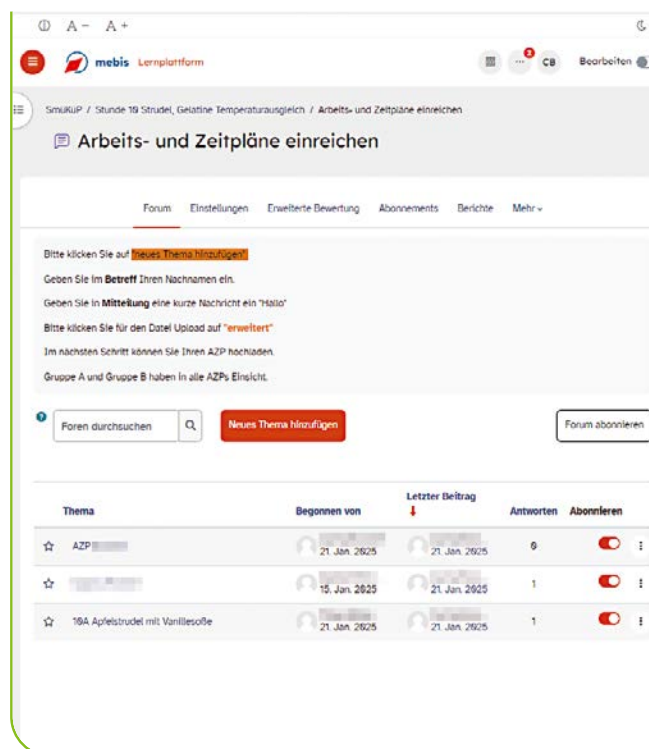 A- A+
mebis Lernplattform
2
CB Bearbeiten
SmUKüP / Stunde 10 Strudel, Gelatine Temperaturausgleich / Arbeits- und Zeitpläne einreichen
Arbeits- und Zeitpläne einreichen
Forum Einstellungen Erweiterte Bewertung Abonnements Berichte Mehr
Bitte klicken Sie auf "neues Thema hinzufügen".
Geben Sie im Betreff Ihren Nachnamen ein.
Geben Sie in Mitteilung eine kurze Nachricht ein "Hallo"
Bitte klicken Sie für den Datei Upload auf "erweitert"
Im nächsten Schritt können Sie Ihren AZP hochladen.
Gruppe A und Gruppe B haben in alle AZPs Einsicht.
? Foren durchsuchen Neues Thema hinzufügen Forum abonnieren
Thema Begonnen von Letzter Beitrag Antworten Abonnieren
AZP 21. Jan. 2025 21. Jan. 2025 0
15. Jan. 2025 21. Jan. 2025 1
10A Apfelstrudel mit Vanillesoße 21. Jan. 2025 21. Jan. 2025 1